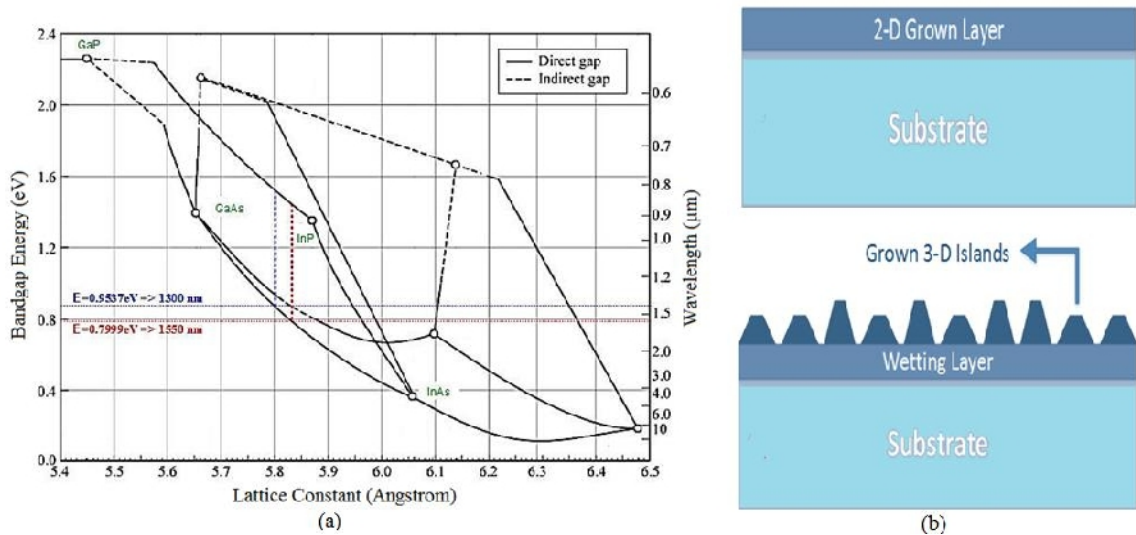 2.4
2.0
1.6
1.2
0.8
0.4
0.0
Bandgap Energy (eV)
GaP
GaAs
InP
InAs
Direct gap
Indirect gap
E=0.9537eV => 1300 nm
E=0.7999eV => 1550 nm
0.6
0.7
0.8
0.9
1.0
1.2
1.5
2.0
3.0
4.0
6.0
10
Wavelength (μm)
5.4 5.5 5.6 5.7 5.8 5.9 6.0 6.1 6.2 6.3 6.4 6.5
Lattice Constant (Angstrom)
(a)
2-D Grown Layer
Substrate
Grown 3-D Islands
Wetting Layer
Substrate
(b)